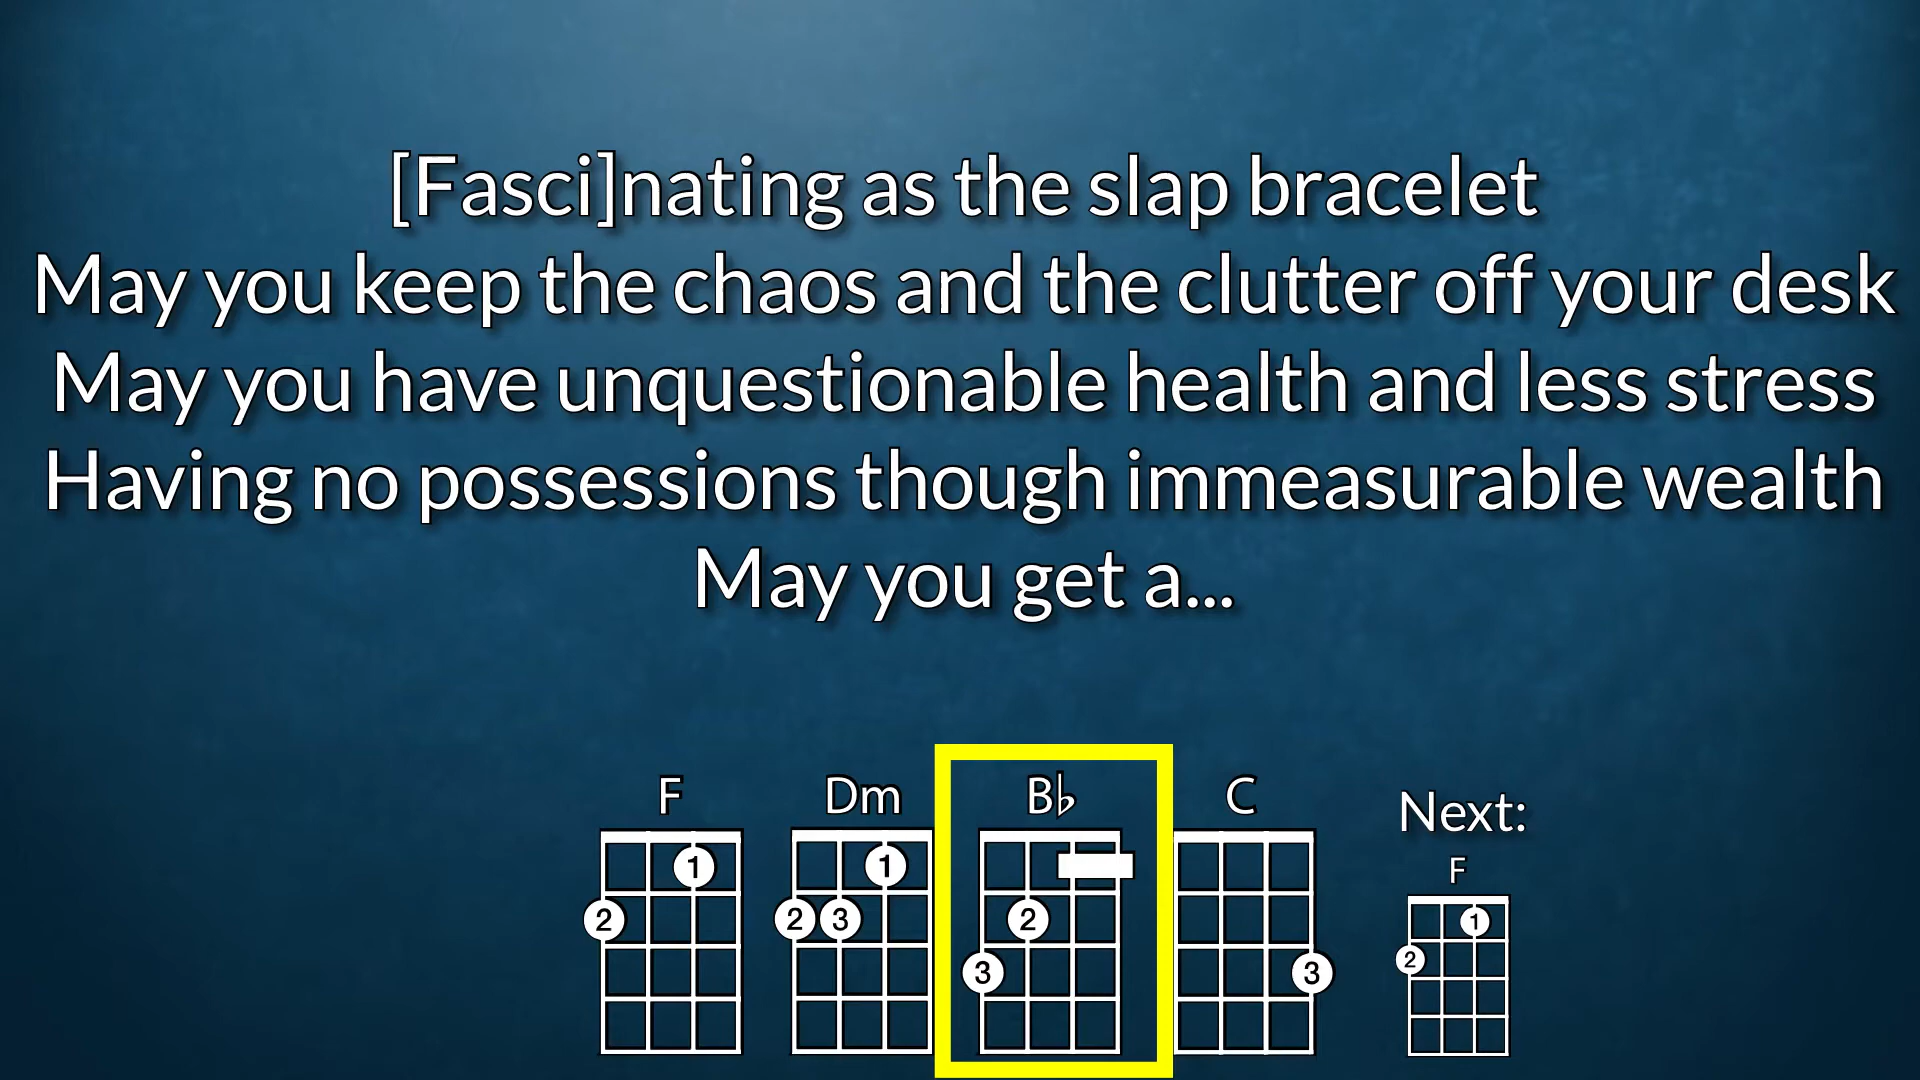 [Fasci]nating as the slap bracelet
May you keep the chaos and the clutter off your desk
May you have unquestionable health and less stress
Having no possessions though immeasurable wealth
May you get a...
F Dm B♭ C Next:
F
1 1 
2 2 3 2
3 3
1
2